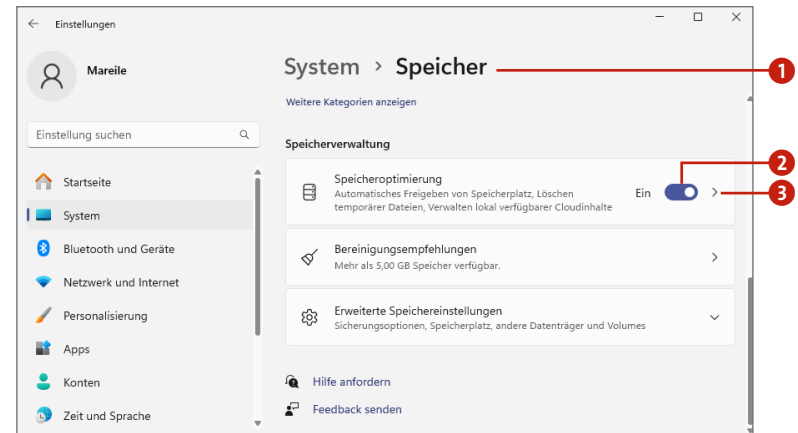 Einstellungen
Mareile
Einstellung suchen
Startseite
System
Bluetooth und Geräte
Netzwerk und Internet
Personalisierung
Apps
Konten
Zeit und Sprache
System > Speicher
1
Weitere Kategorien anzeigen
Speicherverwaltung
Speicheroptimierung
Automatisches Freigeben von Speicherplatz, Löschen
temporärer Dateien, Verwalten lokal verfügbarer Cloudinhalte
Ein
2
3
Bereinigungsempfehlungen
Mehr als 5,00 GB Speicher verfügbar.
Erweiterte Speichereinstellungen
Sicherungsoptionen, Speicherplatz, andere Datenträger und Volumes
Hilfe anfordern
Feedback senden